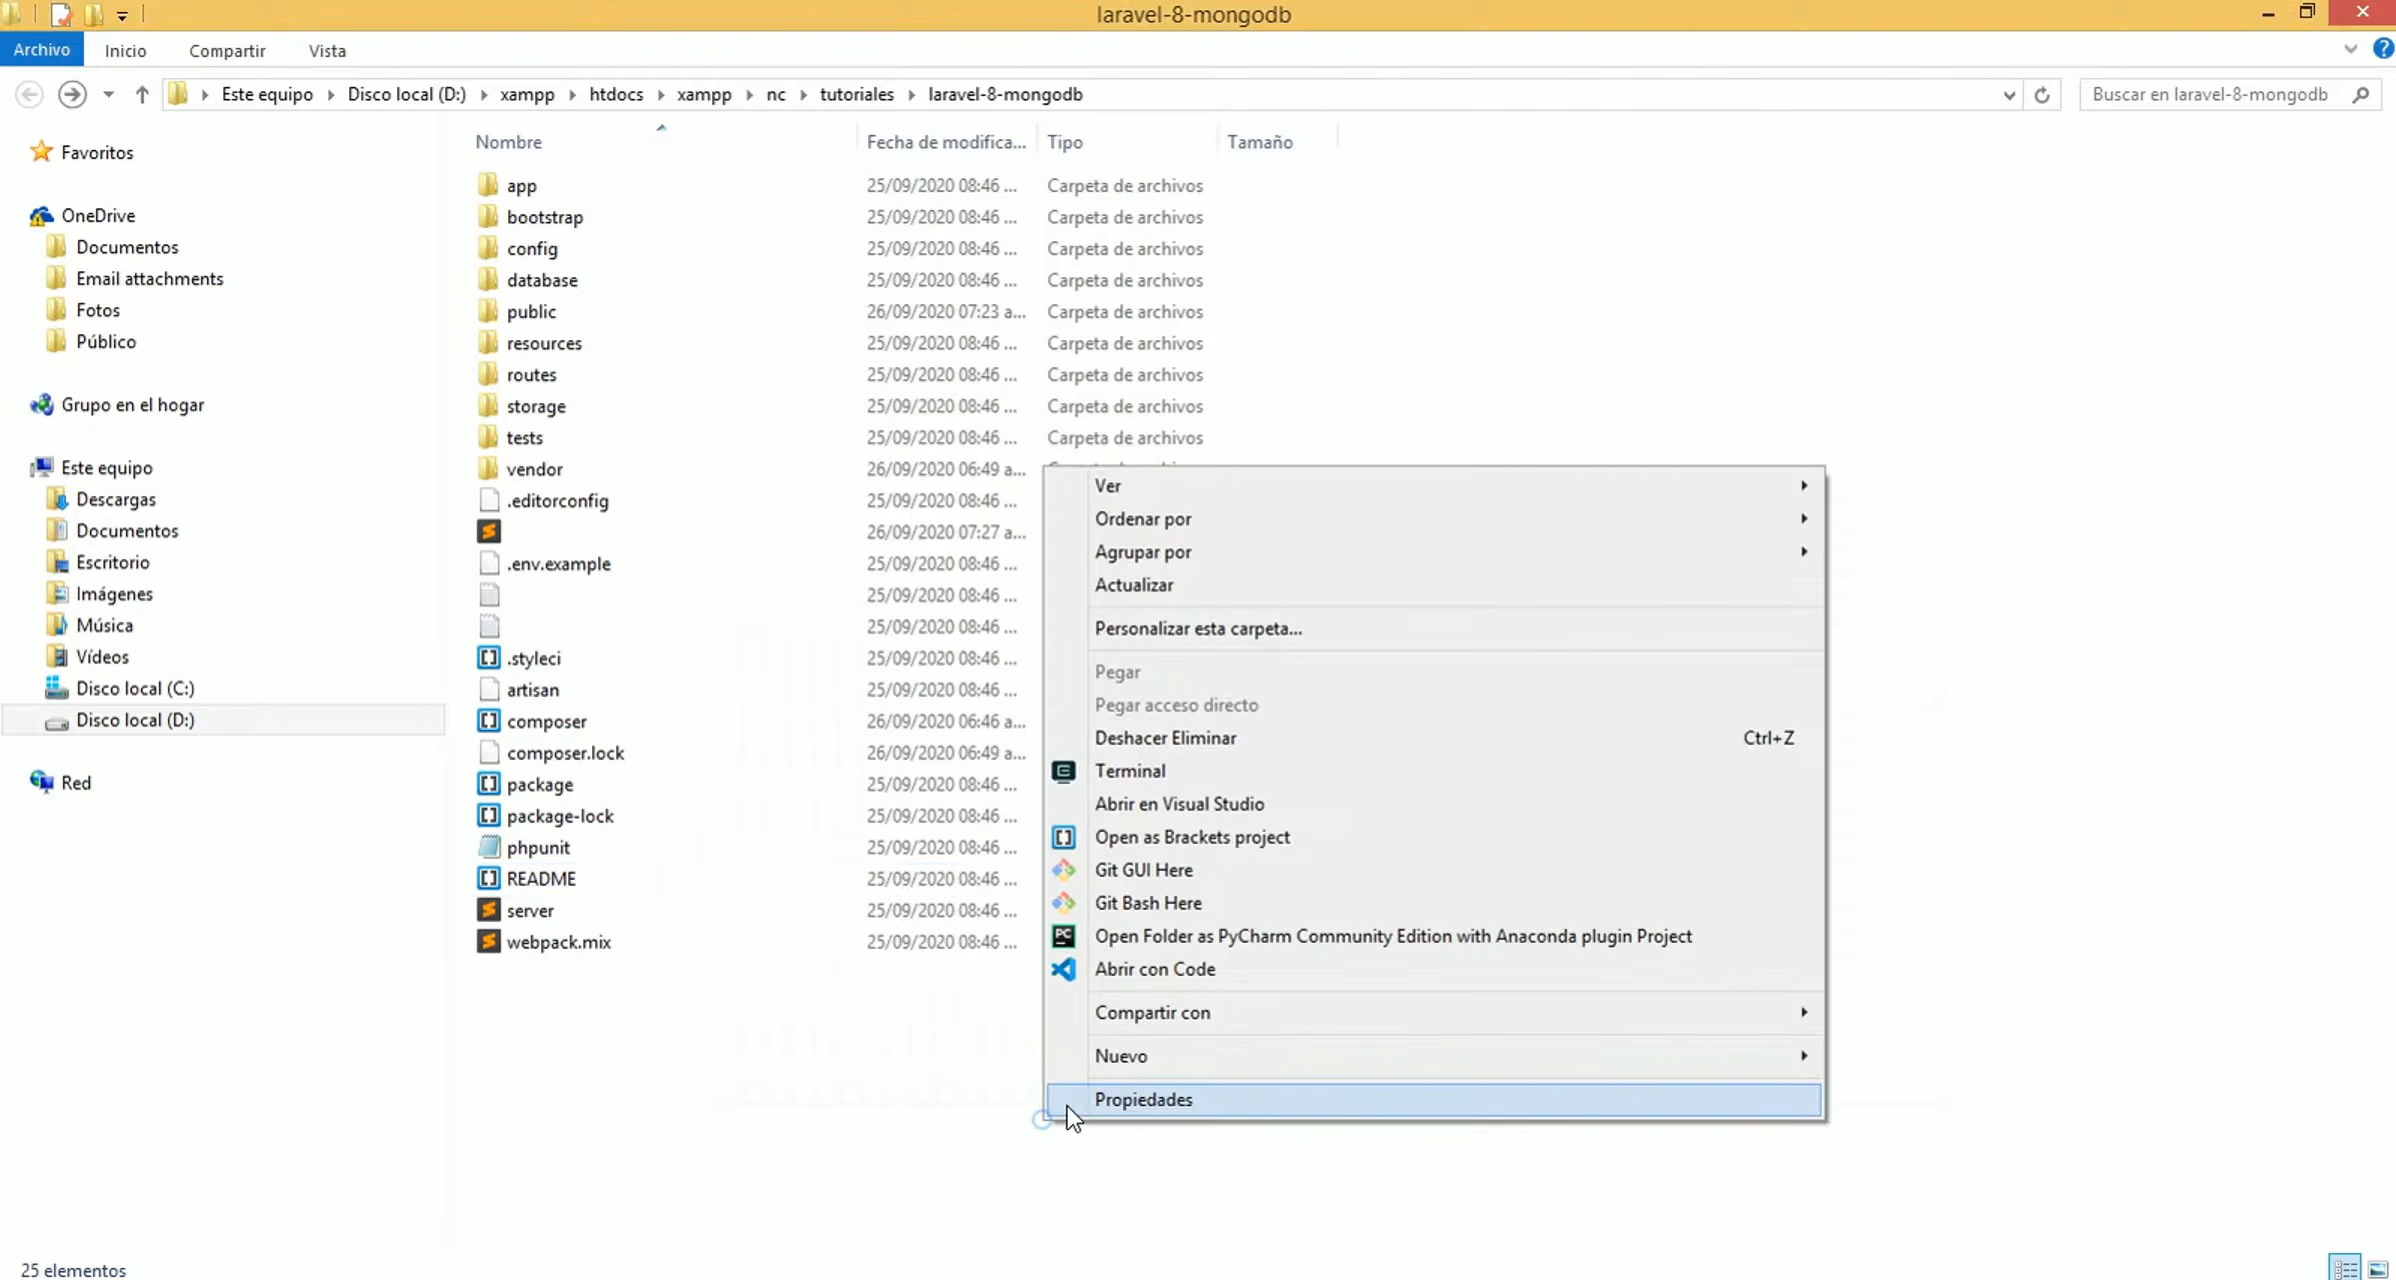 laravel-8-mongodb
Archivo Inicio Compartir Vista
Este equipo Disco local (D:) xampp htdocs xampp nc tutoriales laravel-8-mongodb Buscar en laravel-8-mongodb
Nombre Fecha de modifica... Tipo Tamaño
Favoritos
OneDrive
Documentos
Email attachments
Fotos
Público
Grupo en el hogar
Este equipo
Descargas
Documentos
Escritorio
Imágenes
Música
Vídeos
Disco local (C:)
Disco local (D:)
Red
app 25/09/2020 08:46 ... Carpeta de archivos
bootstrap 25/09/2020 08:46 ... Carpeta de archivos
config 25/09/2020 08:46 ... Carpeta de archivos
database 25/09/2020 08:46 ... Carpeta de archivos
public 26/09/2020 07:23 a... Carpeta de archivos
resources 25/09/2020 08:46 ... Carpeta de archivos
routes 25/09/2020 08:46 ... Carpeta de archivos
storage 25/09/2020 08:46 ... Carpeta de archivos
tests 25/09/2020 08:46 ... Carpeta de archivos
vendor 26/09/2020 06:49 a...
.editorconfig 25/09/2020 08:46 ...
26/09/2020 07:27 a...
.env.example 25/09/2020 08:46 ...
25/09/2020 08:46 ...
25/09/2020 08:46 ...
.styleci 25/09/2020 08:46 ...
artisan 25/09/2020 08:46 ...
composer 26/09/2020 06:46 a...
composer.lock 26/09/2020 06:49 a...
package 25/09/2020 08:46 ...
package-lock 25/09/2020 08:46 ...
phpunit 25/09/2020 08:46 ...
README 25/09/2020 08:46 ...
server 25/09/2020 08:46 ...
webpack.mix 25/09/2020 08:46 ...
Ver
Ordenar por
Agrupar por
Actualizar
Personalizar esta carpeta...
Pegar
Pegar acceso directo
Deshacer Eliminar Ctrl+Z
Terminal
Abrir en Visual Studio
Open as Brackets project
Git GUI Here
Git Bash Here
Open Folder as PyCharm Community Edition with Anaconda plugin Project
Abrir con Code
Compartir con
Nuevo
Propiedades
25 elementos